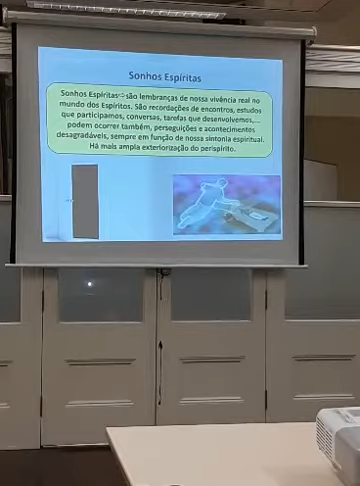 Sonhos Espíritas
Sonhos Espíritas➪são lembranças de nossa vivência real no
mundo dos Espíritos. São recordações de encontros, estudos
que participamos, conversas, tarefas que desenvolvemos,...
podem ocorrer também, perseguições e acontecimentos
desagradáveis, sempre em função de nossa sintonia espiritual.
Há mais ampla exteriorização do perispírito.